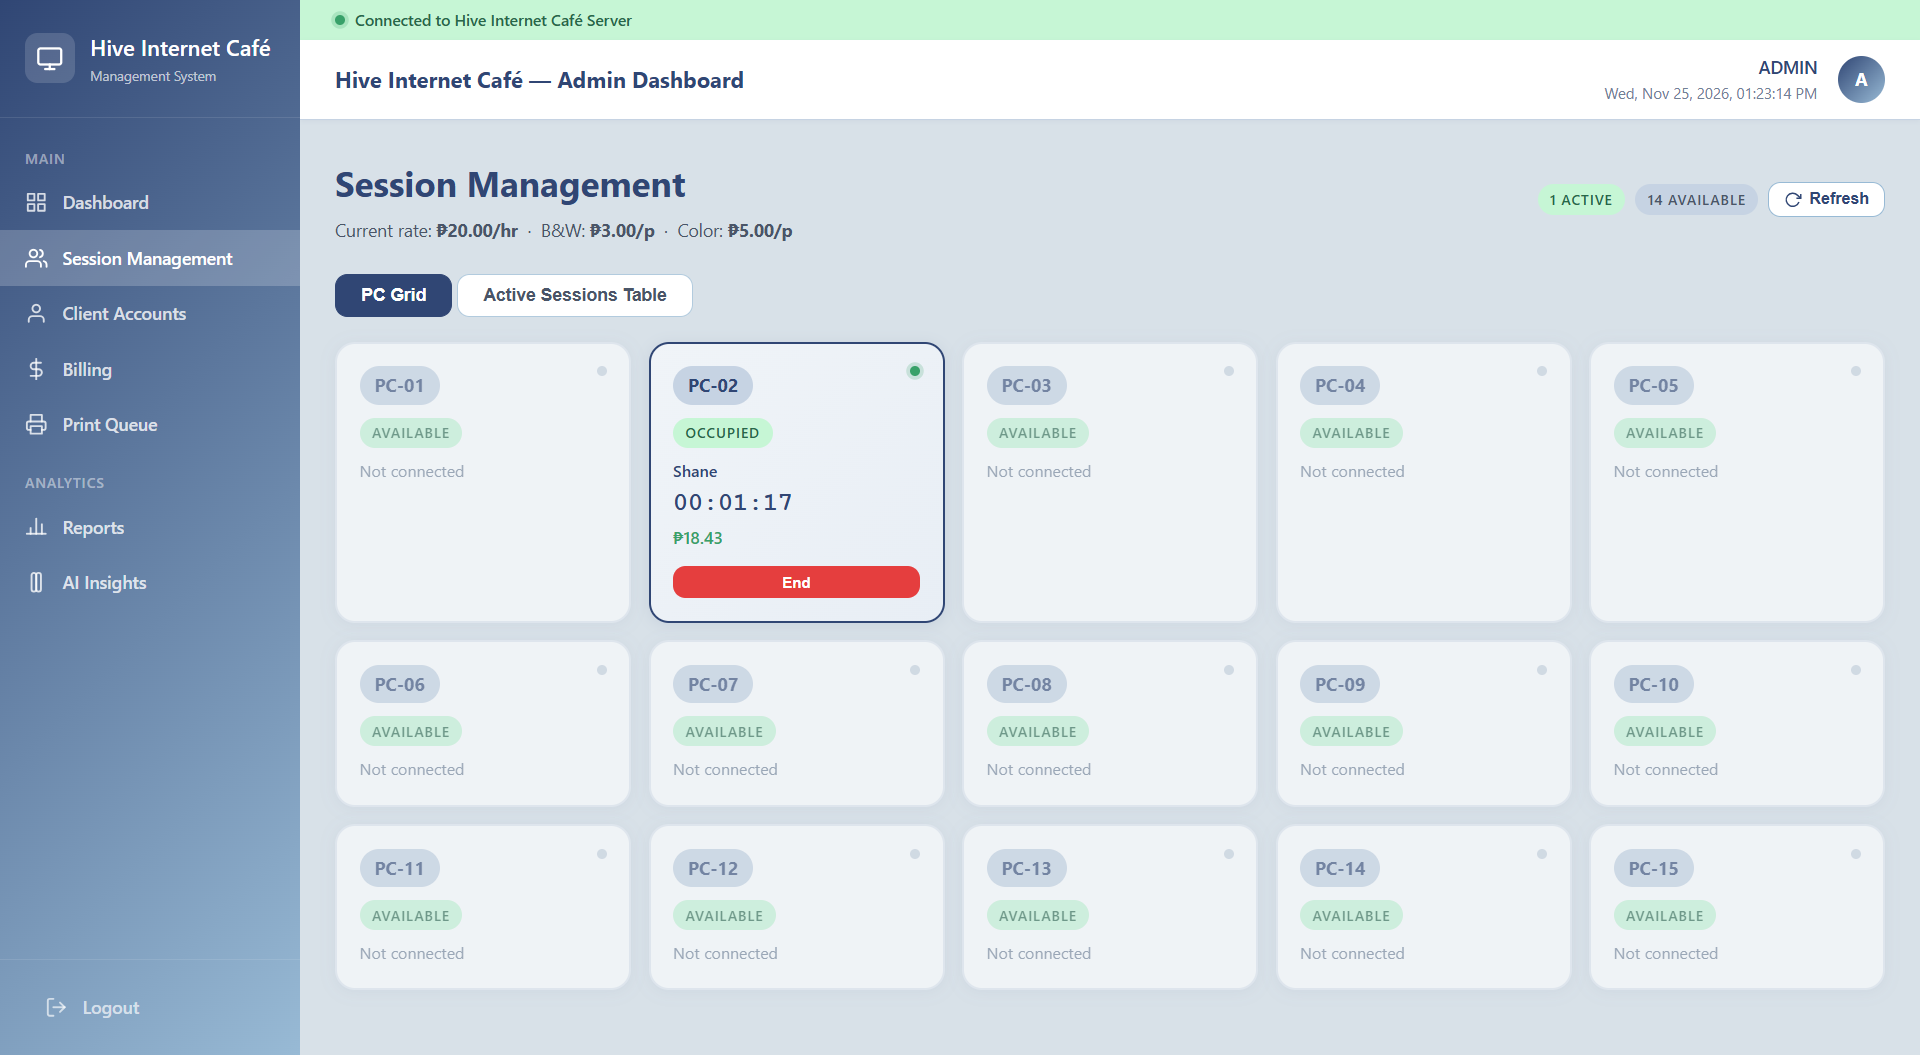 Hive Internet Café
Management System
MAIN
Dashboard
Session Management
Client Accounts
Billing
Print Queue
ANALYTICS
Reports
AI Insights
Logout
Connected to Hive Internet Café Server
Hive Internet Café — Admin Dashboard
ADMIN
Wed, Nov 25, 2026, 01:23:14 PM
A
Session Management
Current rate: ₱20.00/hr · B&W: ₱3.00/p · Color: ₱5.00/p
1 ACTIVE
14 AVAILABLE
Refresh
PC Grid
Active Sessions Table
PC-01
AVAILABLE
Not connected
PC-02
OCCUPIED
Shane
00:01:17
₱18.43
End
PC-03
AVAILABLE
Not connected
PC-04
AVAILABLE
Not connected
PC-05
AVAILABLE
Not connected
PC-06
AVAILABLE
Not connected
PC-07
AVAILABLE
Not connected
PC-08
AVAILABLE
Not connected
PC-09
AVAILABLE
Not connected
PC-10
AVAILABLE
Not connected
PC-11
AVAILABLE
Not connected
PC-12
AVAILABLE
Not connected
PC-13
AVAILABLE
Not connected
PC-14
AVAILABLE
Not connected
PC-15
AVAILABLE
Not connected